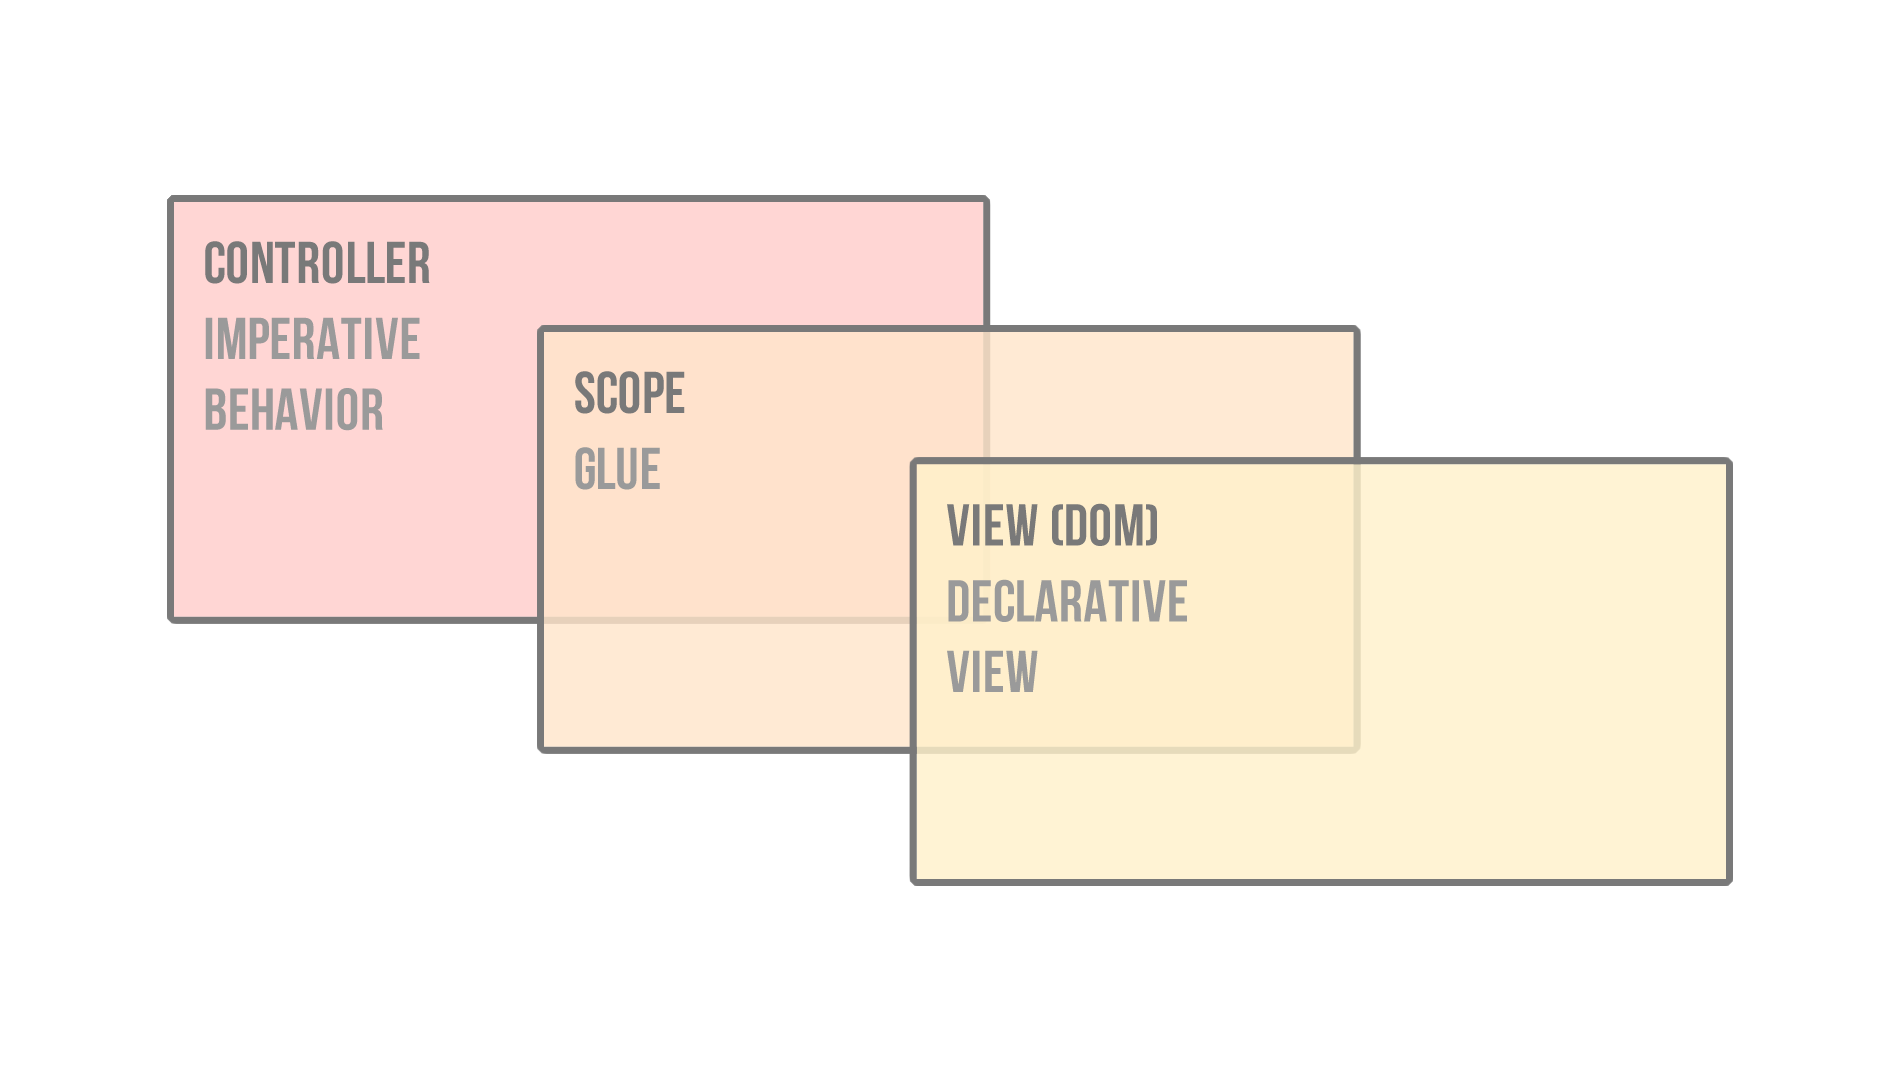 CONTROLLER
IMPERATIVE
BEHAVIOR
SCOPE
GLUE
VIEW (DOM)
DECLARATIVE
VIEW